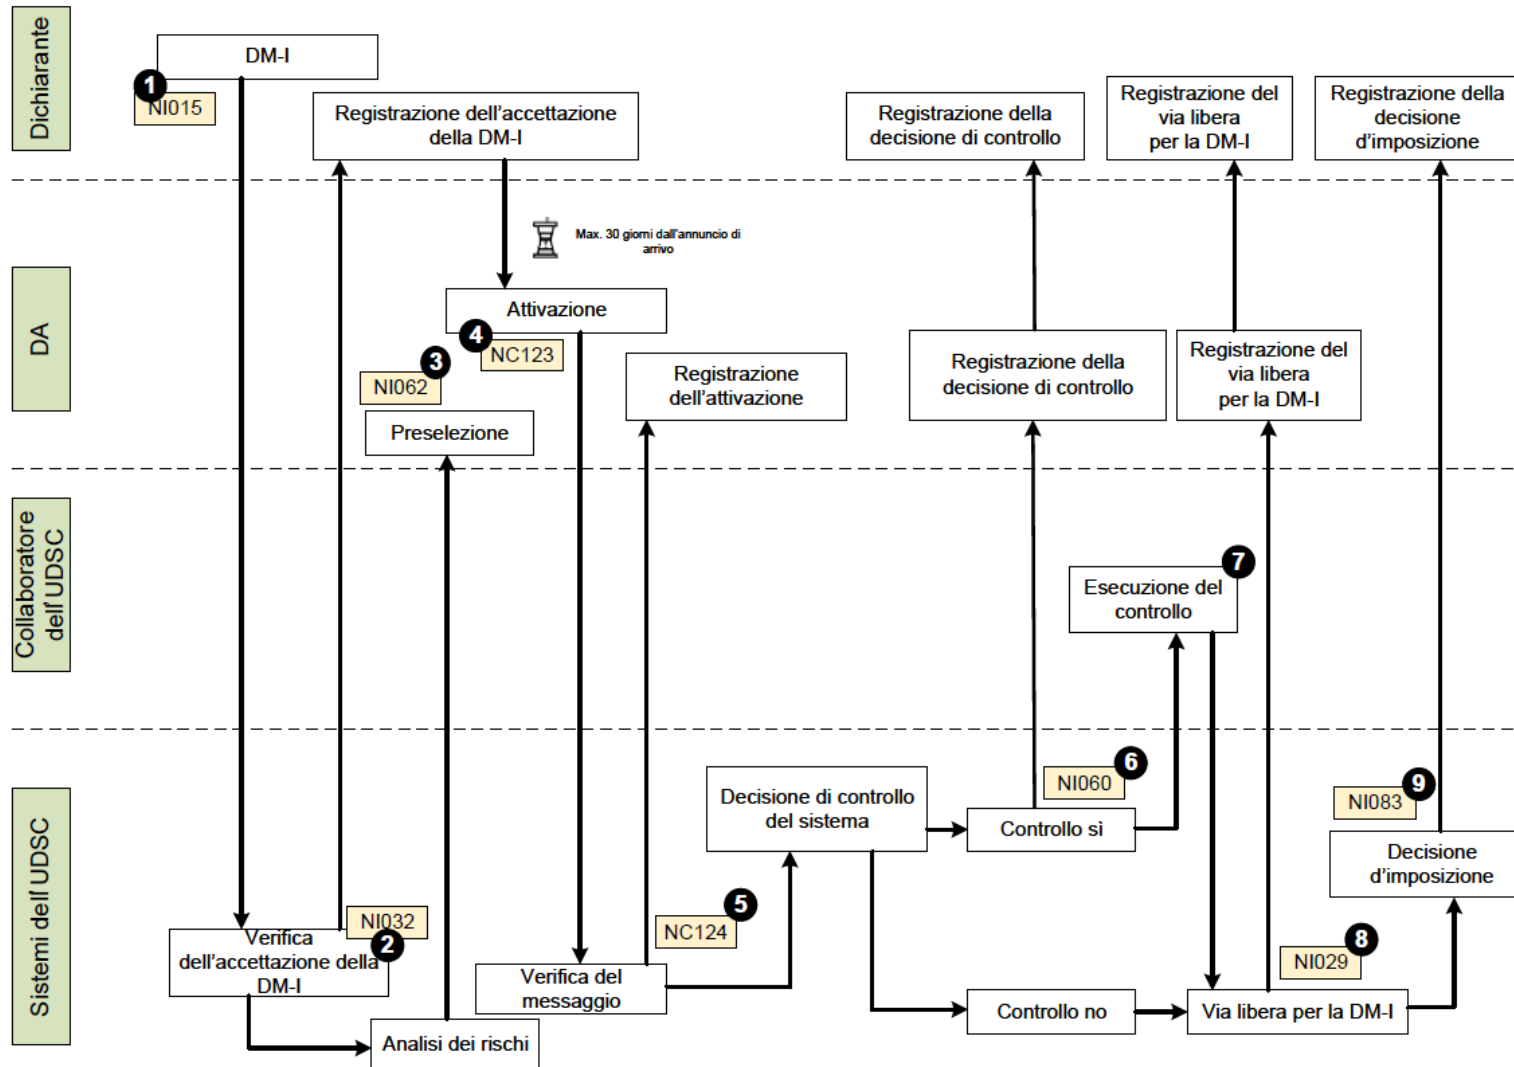 Dichiarante
DM-I
1
NI015
Registrazione dell'accettazione
della DM-I
Registrazione della
decisione di controllo
Registrazione del
via libera
per la DM-I
Registrazione della
decisione
d'imposizione
DA
Max. 30 giorni dall'annuncio di
arrivo
Attivazione
4
NC123
3
NI062
Preselezione
Registrazione
dell'attivazione
Registrazione della
decisione di controllo
Registrazione del
via libera
per la DM-I
Collaboratore
dell'UDSC
7
Esecuzione del
controllo
Sistemi dell'UDSC
NI032
2
Verifica
dell'accettazione della
DM-I
Analisi dei rischi
5
NC124
Verifica del
messaggio
Decisione di controllo
del sistema
6
NI060
Controllo sì
Controllo no
8
NI029
Via libera per la DM-I
9
NI083
Decisione
d'imposizione